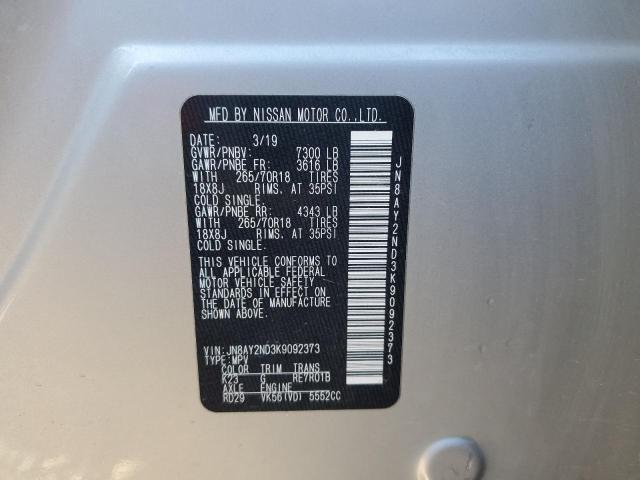 MFD BY NISSAN MOTOR CO.,LTD.
DATE: 3/19
GVWR/PNBV: 7300 LB
GAWR/PNBE FR: 3616 LB
WITH 265/70R18 TIRES
18X8J RIMS, AT 35PSI
COLD SINGLE.
GAWR/PNBE RR: 4343 LB
WITH 265/70R18 TIRES
18X8J RIMS, AT 35PSI
COLD SINGLE.
THIS VEHICLE CONFORMS TO
ALL APPLICABLE FEDERAL
MOTOR VEHICLE SAFETY
STANDARDS IN EFFECT ON
THE DATE OF MANUFACTURE
SHOWN ABOVE.
VIN: JN8AY2ND3K9092373
TYPE: MPV
COLOR TRIM TRANS
K23 G RE7R01B
AXLE ENGINE
RD29 VK56(VD) 5552CC
JN8AY2ND3K9092373